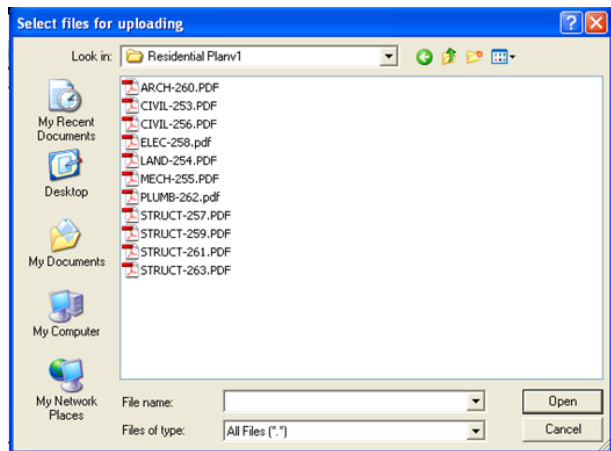 Select files for uploading
Look in: Residential Planv1
ARCH-260.PDF
CIVIL-253.PDF
CIVIL-256.PDF
ELEC-258.pdf
LAND-254.PDF
MECH-255.PDF
PLUMB-262.pdf
STRUCT-257.PDF
STRUCT-259.PDF
STRUCT-261.PDF
STRUCT-263.PDF
My Recent
Documents
Desktop
My Documents
My Computer
My Network
Places
File name:
Open
Files of type: All Files (*.*)
Cancel